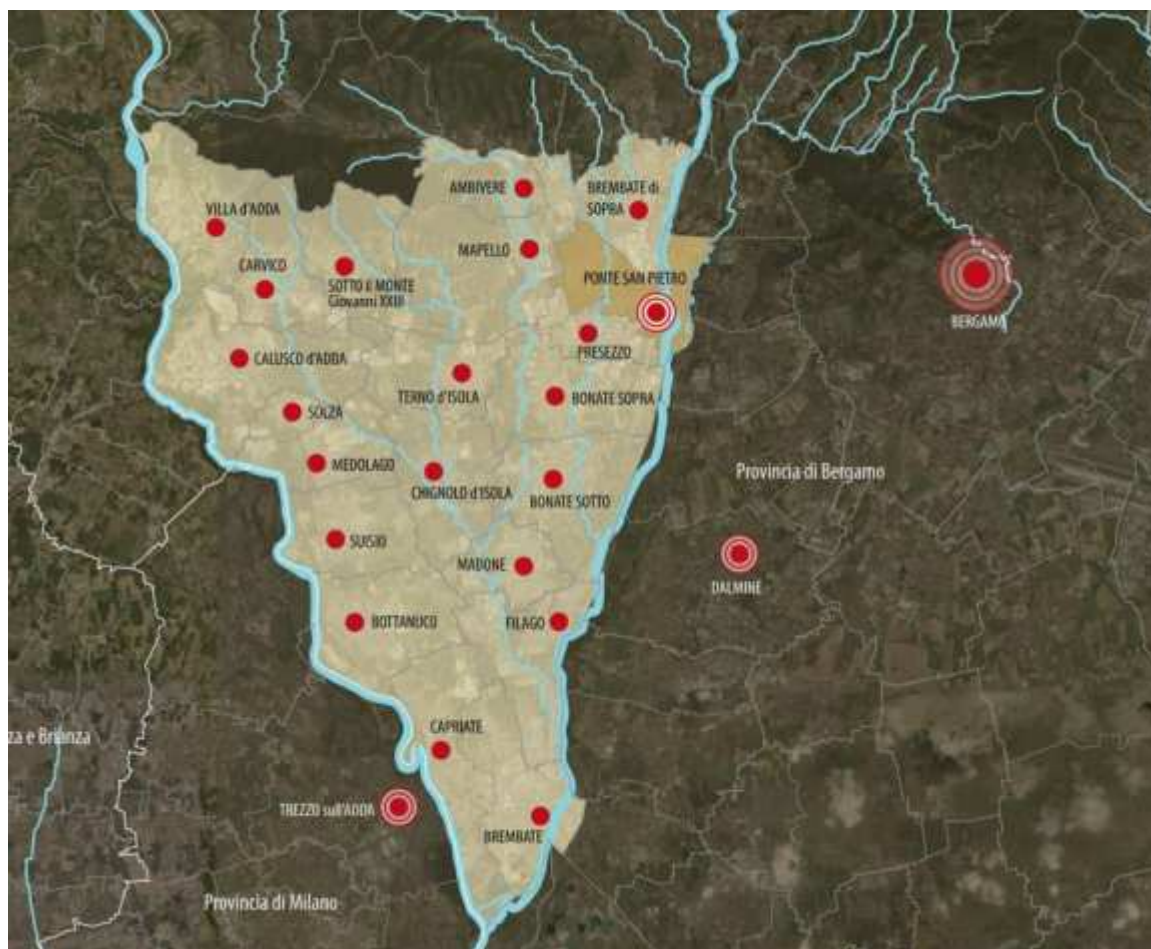 AMBIVERE
BREMBATE di
SOPRA
VILLA d'ADDA
MAPELLO
CARVICO
SOTTO il MONTE
Giovanni XXIII
PONTE SAN PIETRO
BERGAMO
PRESEZZO
CALUSCO d'ADDA
TERNO d'ISOLA
BONATE SOPRA
SOLZA
MEDOLAGO
CHIGNOLO d'ISOLA
BONATE SOTTO
Provincia di Bergamo
SUISIO
MADONE
DALMINE
BOTTANUCO
FILAGO
CAPRIATE
za e Brianza
TREZZO sull'ADDA
BREMBATE
Provincia di Milano